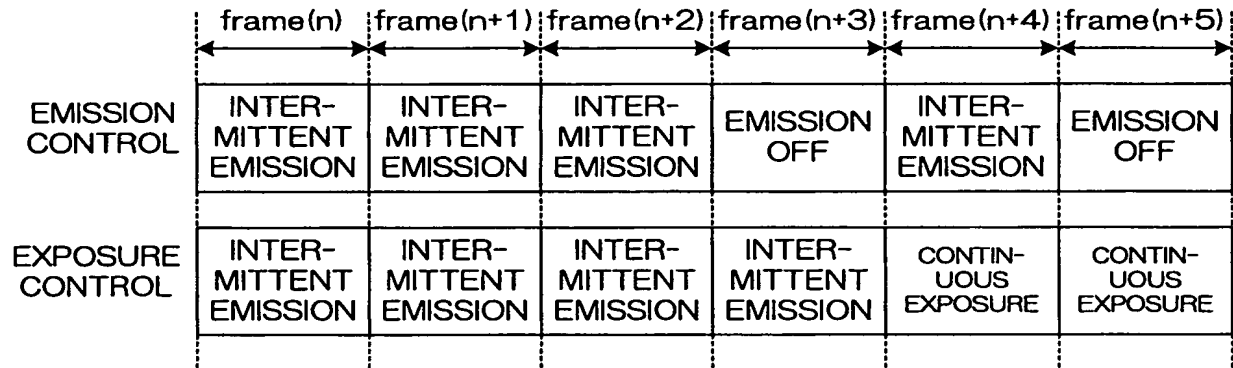 frame(n) frame(n+1) frame(n+2) frame(n+3) frame(n+4) frame(n+5)
EMISSION
CONTROL
INTER-
MITTENT
EMISSION
INTER-
MITTENT
EMISSION
INTER-
MITTENT
EMISSION
EMISSION
OFF
INTER-
MITTENT
EMISSION
EMISSION
OFF
EXPOSURE
CONTROL
INTER-
MITTENT
EMISSION
INTER-
MITTENT
EMISSION
INTER-
MITTENT
EMISSION
INTER-
MITTENT
EMISSION
CONTIN-
UOUS
EXPOSURE
CONTIN-
UOUS
EXPOSURE